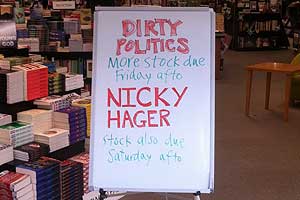 DIRTY
POLITICS
More stock due
Friday afto
NICKY
HAGER
Stock also due
Saturday afto